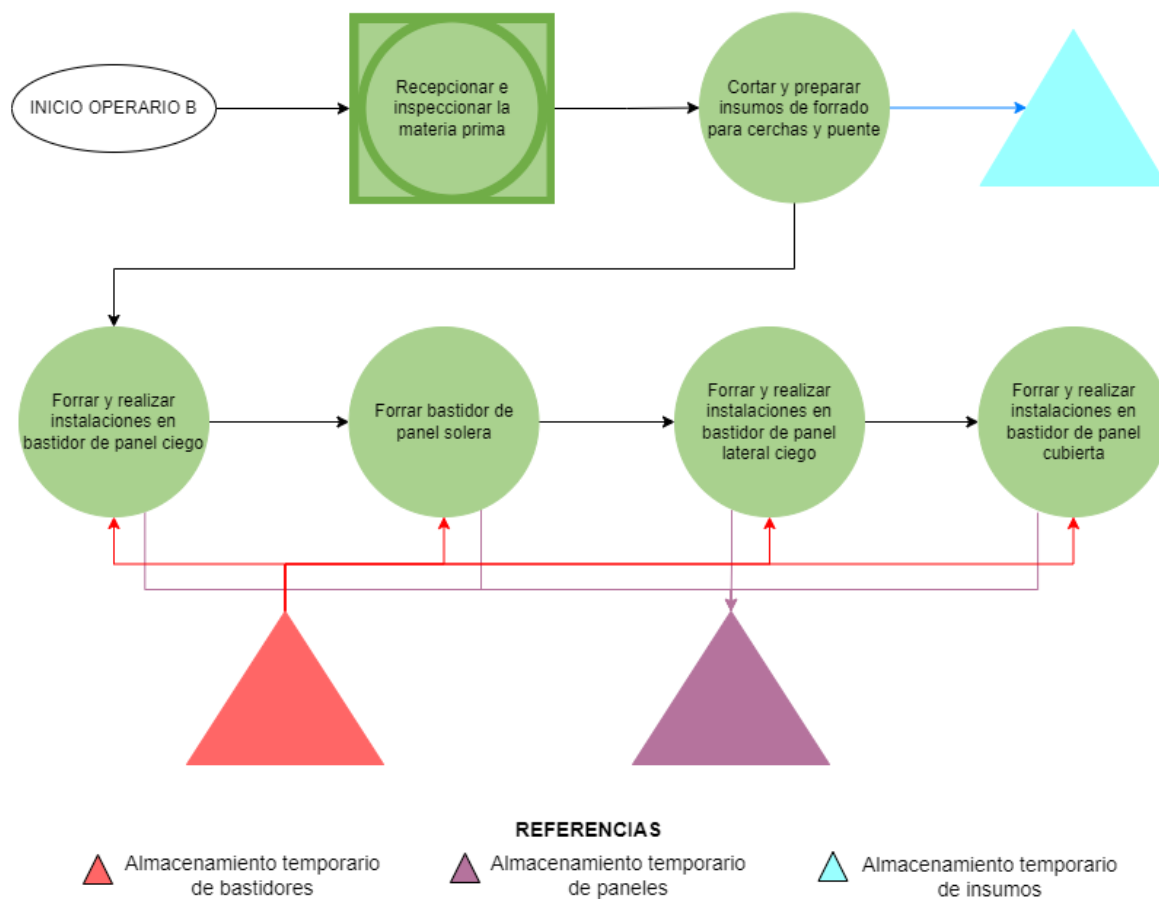 INICIO OPERARIO B
Recepcionar e
inspeccionar la
materia prima
Cortar y preparar
insumos de forrado
para cerchas y puente
Forrar y realizar
instalaciones en
bastidor de panel ciego
Forrar bastidor de
panel solera
Forrar y realizar
instalaciones en
bastidor de panel
lateral ciego
Forrar y realizar
instalaciones en
bastidor de panel
cubierta
REFERENCIAS
Almacenamiento temporario
de bastidores
Almacenamiento temporario
de paneles
Almacenamiento temporario
de insumos